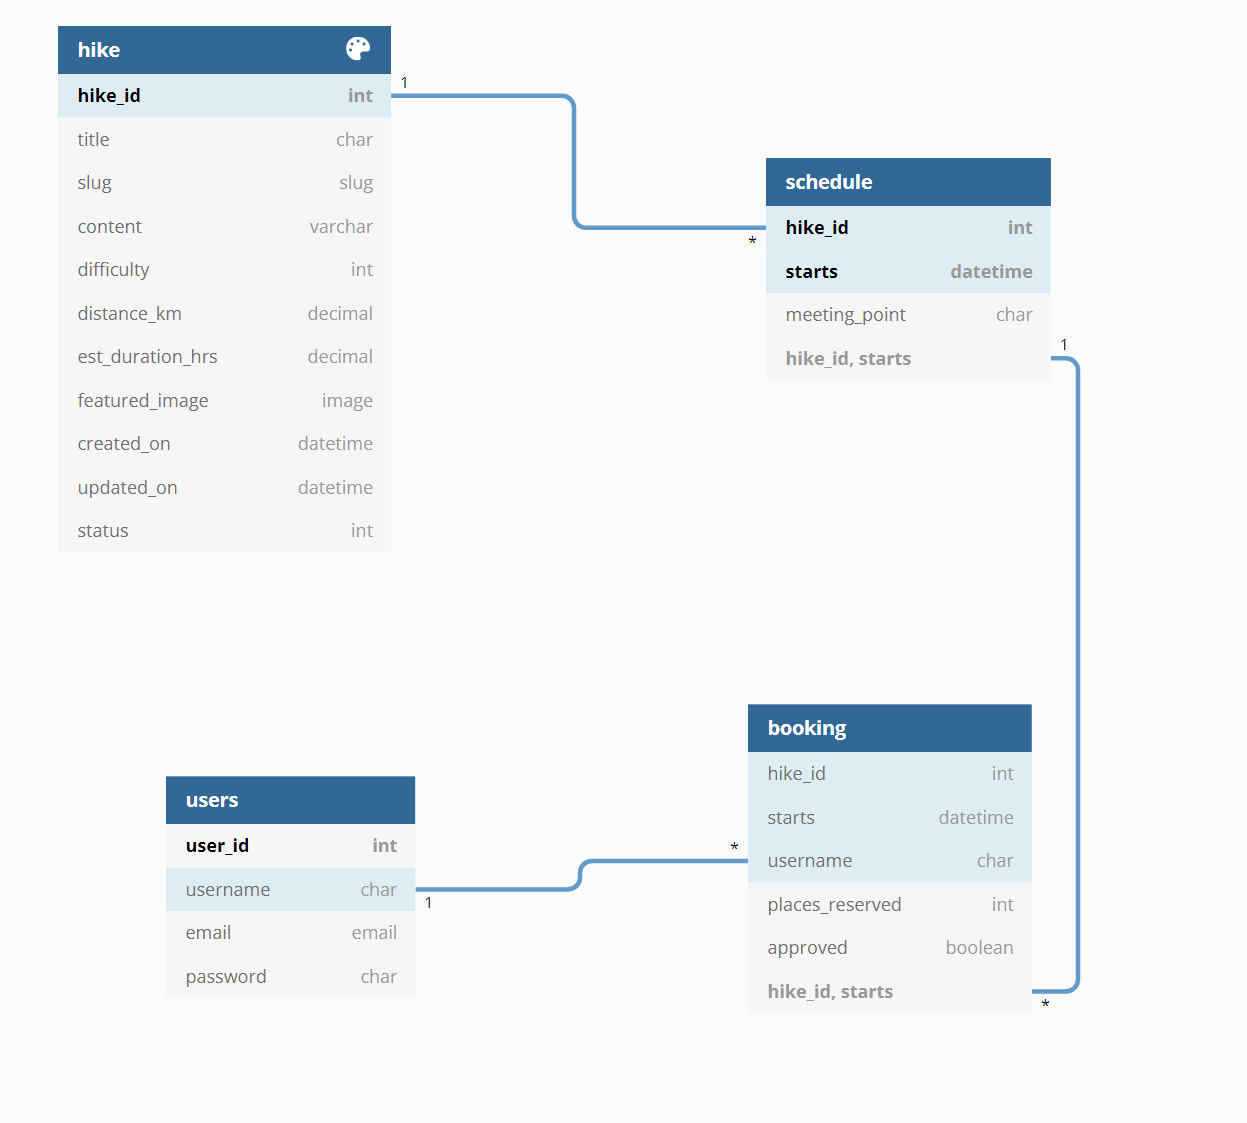 hike
hike_id int
1
title char
slug slug
content varchar
difficulty int
distance_km decimal
est_duration_hrs decimal
featured_image image
created_on datetime
updated_on datetime
status int
schedule
hike_id int
*
starts datetime
meeting_point char
1
hike_id, starts
users
user_id int
username char
1
email email
password char
booking
hike_id int
starts datetime
*
username char
places_reserved int
approved boolean
hike_id, starts
*